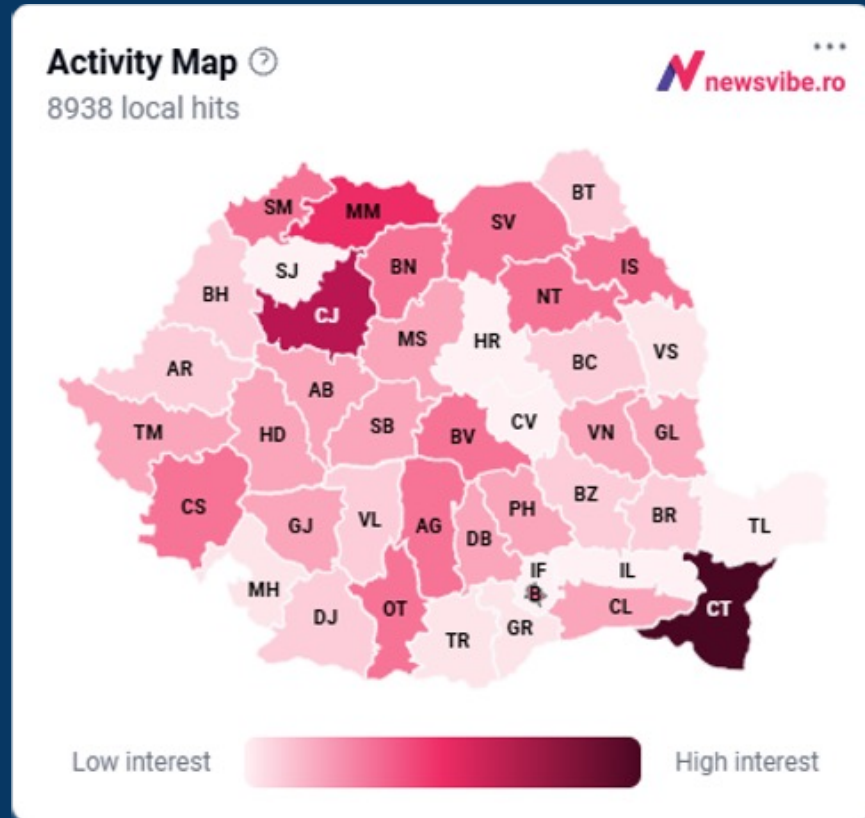 Activity Map ?
...
newsvibe.ro
8938 local hits
BT
SM
MM
SV
SJ
BN
IS
BH
NT
CJ
MS
HR
VS
BC
AR
AB
SB
CV
TM
HD
BV
VN
GL
CS
BZ
PH
BR
VL
GJ
AG
TL
DB
IF
IL
MH
B
CL
CT
OT
DJ
GR
TR
Low interest
High interest